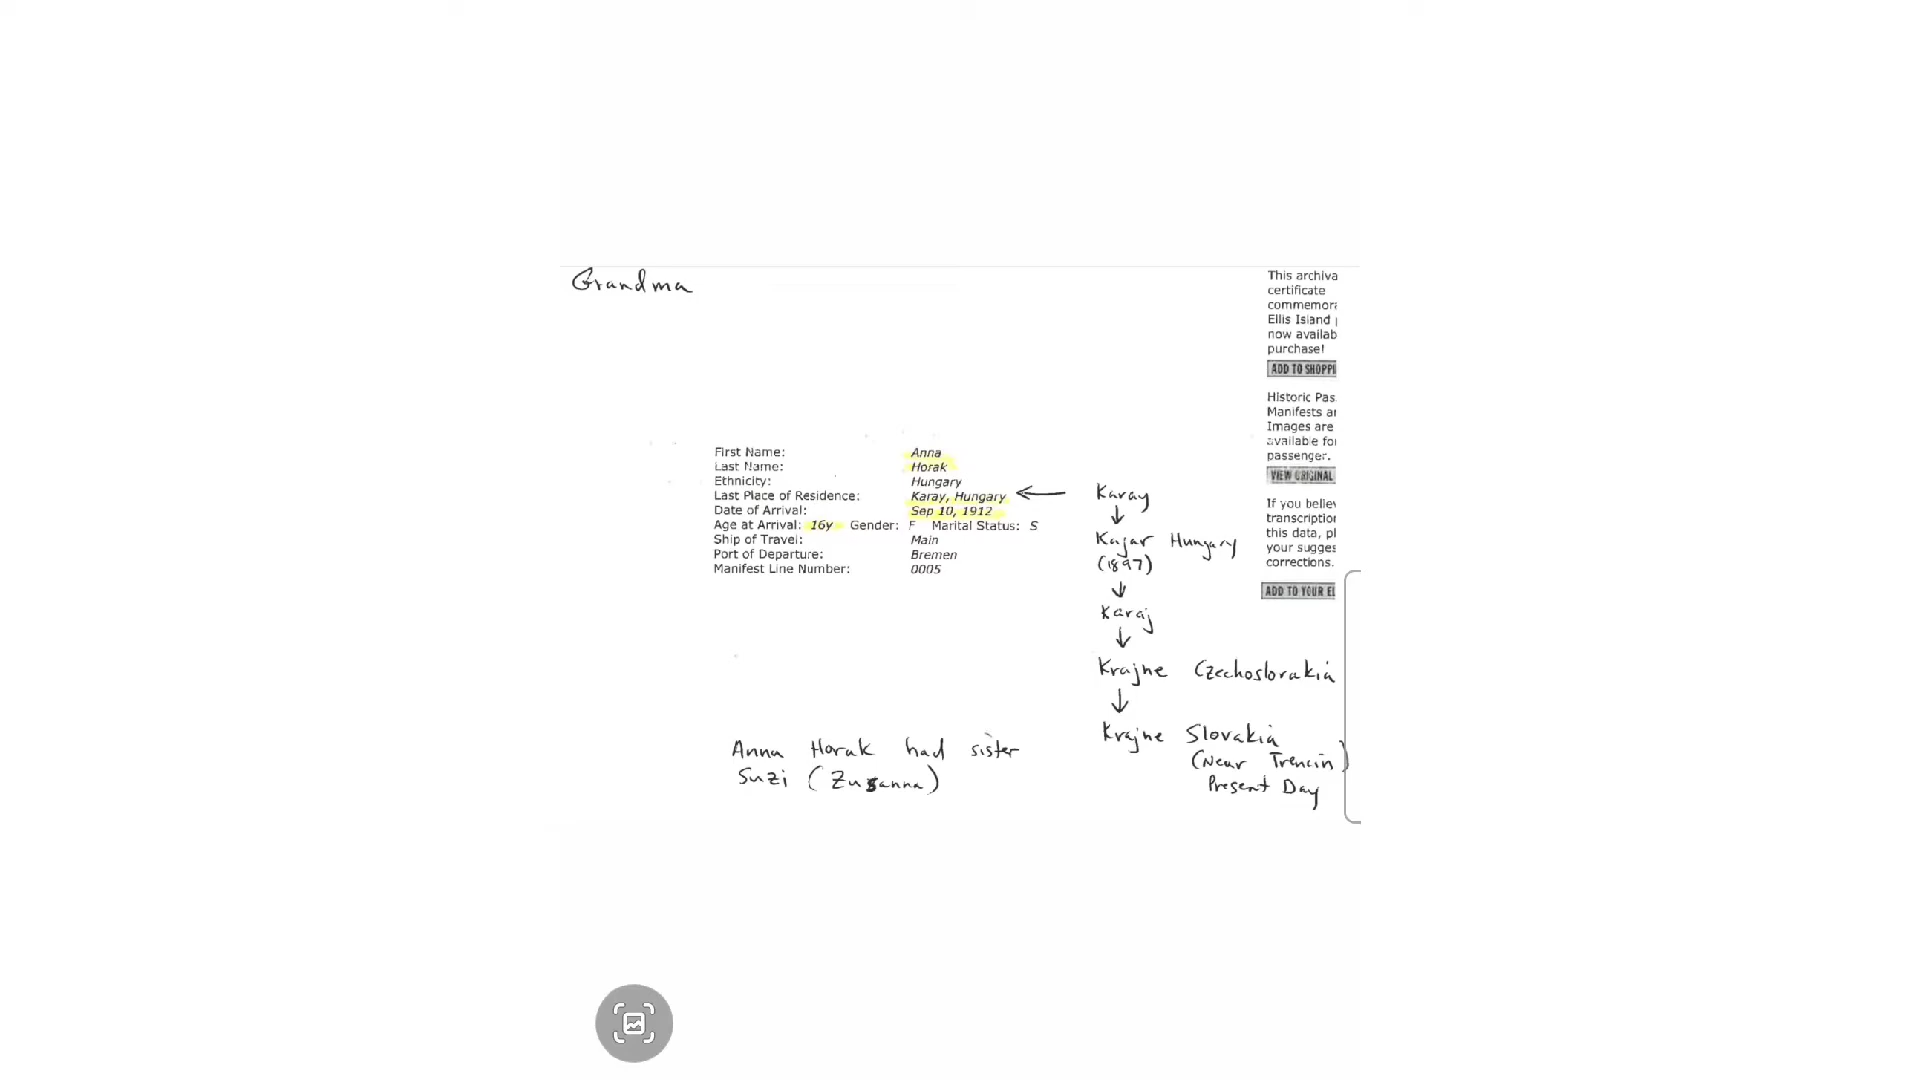 Grandma
First Name: Anna
Last Name: Horak
Ethnicity: Hungary
Last Place of Residence: Karay, Hungary
Date of Arrival: Sep 10, 1912
Age at Arrival: 16y Gender: F Marital Status: S
Ship of Travel: Main
Port of Departure: Bremen
Manifest Line Number: 0005
Karay
Kajar Hungary
(1897)
Karaj
Krajne Czechoslovakia
Krajne Slovakia
(Near Trencin)
Present Day
Anna Horak had sister
Suzi (Zusanna)
This archiva
certificate
commemora
Ellis Island p
now availab
purchase!
ADD TO SHOPPI
Historic Pas
Manifests ar
Images are
available for
passenger.
VIEW ORIGINAL
If you believ
transcription
this data, pl
your sugges
corrections.
ADD TO YOUR EL